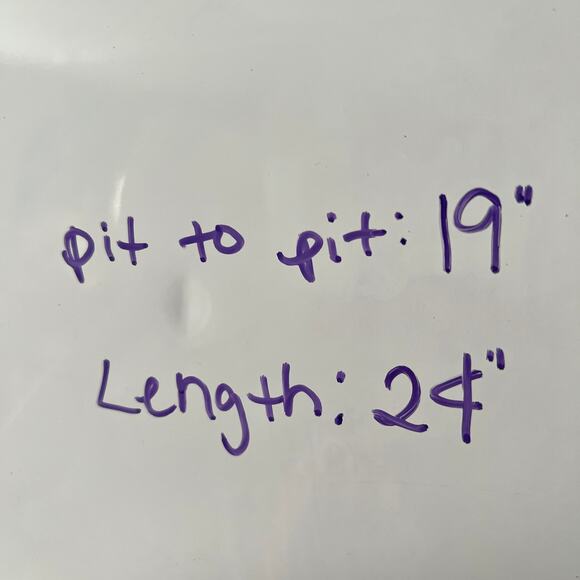 pit to pit: 19"
Length: 24"